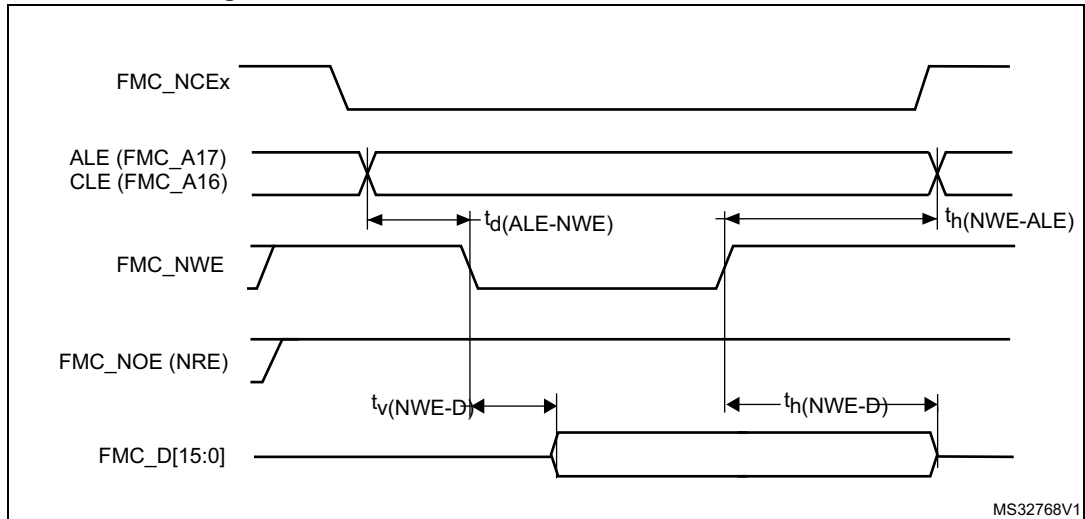 FMC_NCEx
ALE (FMC_A17)
CLE (FMC_A16)
td(ALE-NWE)
th(NWE-ALE)
FMC_NWE
FMC_NOE (NRE)
tv(NWE-D)
th(NWE-D)
FMC_D[15:0]
MS32768V1